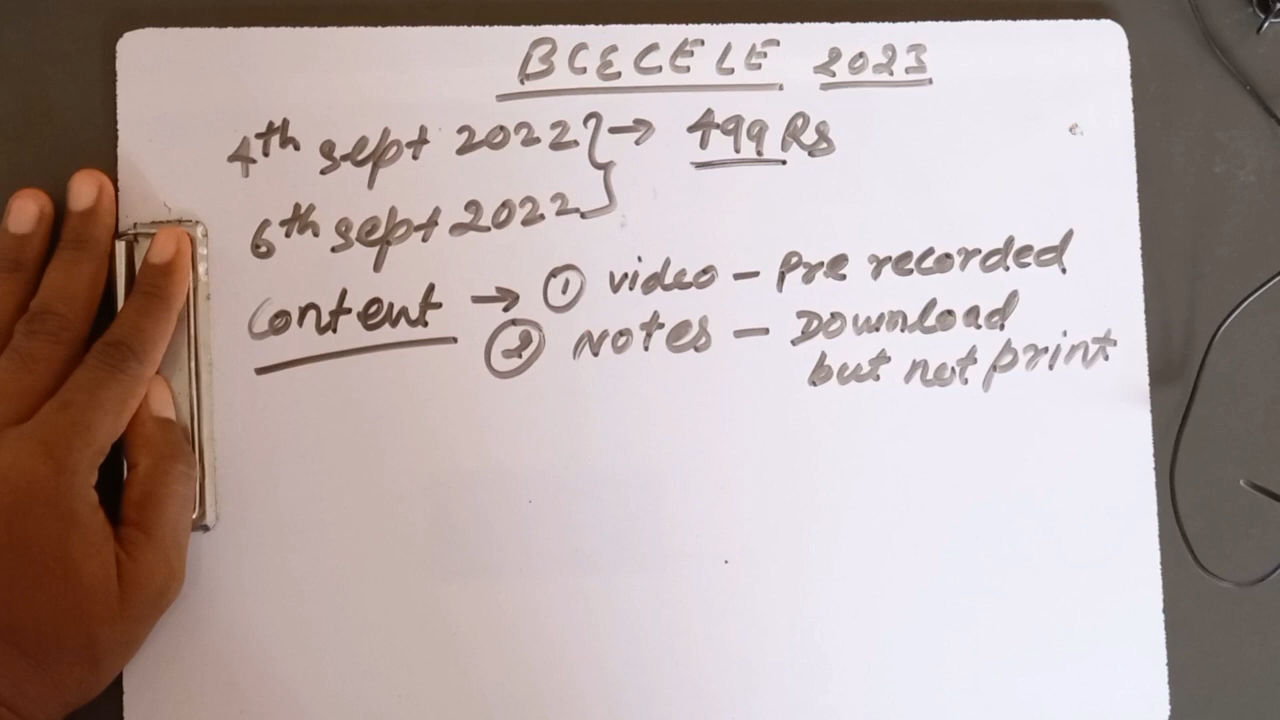 BCECELE 2023
4th sept 2022 } → 499 Rs
6th sept 2022
Content → ① video - Pre recorded
② Notes - Download
but not print